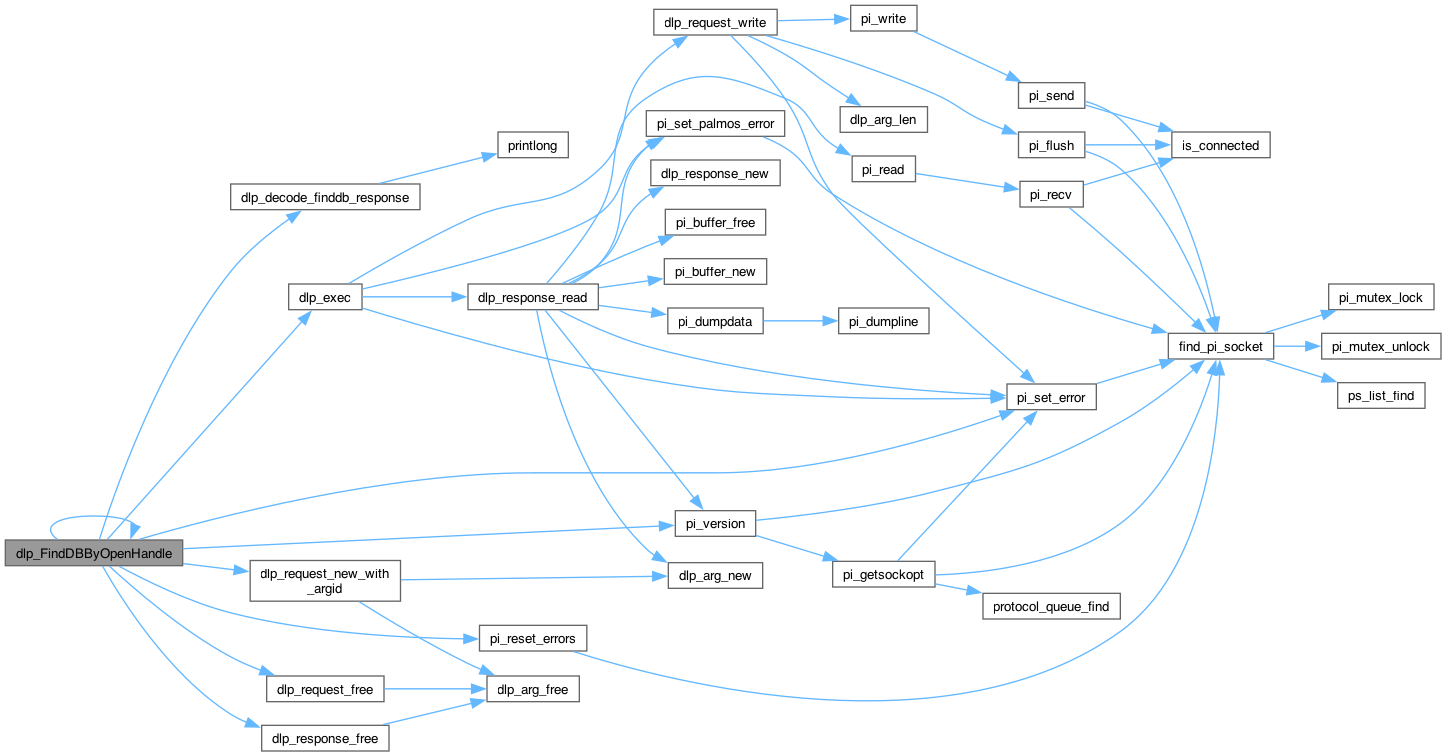 dlp_request_write
pi_write
pi_send
dlp_arg_len
pi_set_palmos_error
printlong
pi_flush
is_connected
pi_read
dlp_response_new
dlp_decode_finddb_response
pi_recv
pi_buffer_free
pi_buffer_new
dlp_exec
dlp_response_read
pi_mutex_lock
pi_dumpdata
pi_dumpline
find_pi_socket
pi_mutex_unlock
pi_set_error
ps_list_find
pi_version
dlp_FindDBByOpenHandle
dlp_request_new_with
_argid
dlp_arg_new
pi_getsockopt
protocol_queue_find
pi_reset_errors
dlp_request_free
dlp_arg_free
dlp_response_free